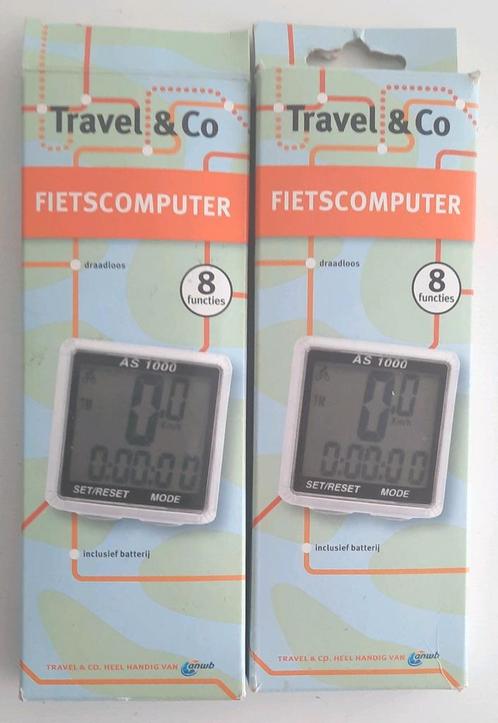 Travel & Co
FIETSCOMPUTER
draadloos
8
functies
AS 1000
TR
0.0
Km/h
0:00:00
SET/RESET MODE
inclusief batterij
TRAVEL & CO. HEEL HANDIG VAN anwb
Travel & Co
FIETSCOMPUTER
draadloos
8
functies
AS 1000
TR
0.0
Km/h
0:00:00
SET/RESET MODE
inclusief batterij
TRAVEL & CO. HEEL HANDIG VAN anwb